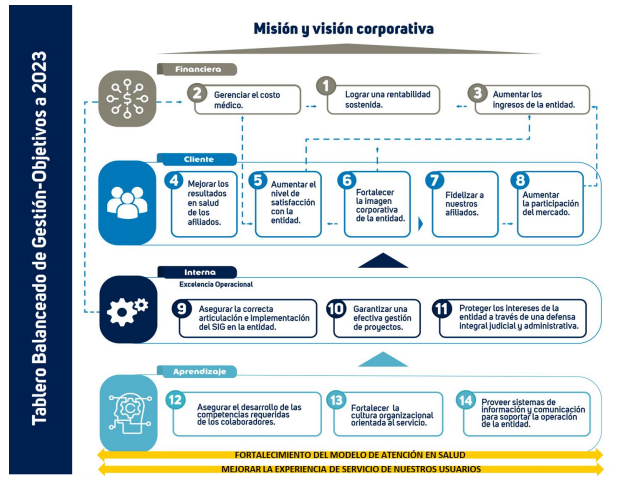 Tablero Balanceado de Gestión-Objetivos a 2023
Misión y visión corporativa
Financiera
2
Gerenciar el costo
médico.
1
Lograr una rentabilidad
sostenida.
3
Aumentar los
ingresos de la entidad.
Cliente
4
Mejorar los
resultados
en salud
de los
afiliados.
5
Aumentar el
nivel de
satisfacción
con la
entidad.
6
Fortalecer
la imagen
corporativa
de la entidad.
7
Fidelizar a
nuestros
afiliados.
8
Aumentar
la participación
del mercado.
Interna
Excelencia Operacional
9
Asegurar la correcta
articulación e implementación
del SIG en la entidad.
10
Garantizar una
efectiva gestión
de proyectos.
11
Proteger los intereses de la
entidad a través de una defensa
integral judicial y administrativa.
Aprendizaje
12
Asegurar el desarrollo de las
competencias requeridas
de los colaboradores.
13
Fortalecer la
cultura organizacional
orientada al servicio.
14
Proveer sistemas de
información y comunicación
para soportar la operación
de la entidad.
FORTALECIMIENTO DEL MODELO DE ATENCIÓN EN SALUD
MEJORAR LA EXPERIENCIA DE SERVICIO DE NUESTROS USUARIOS